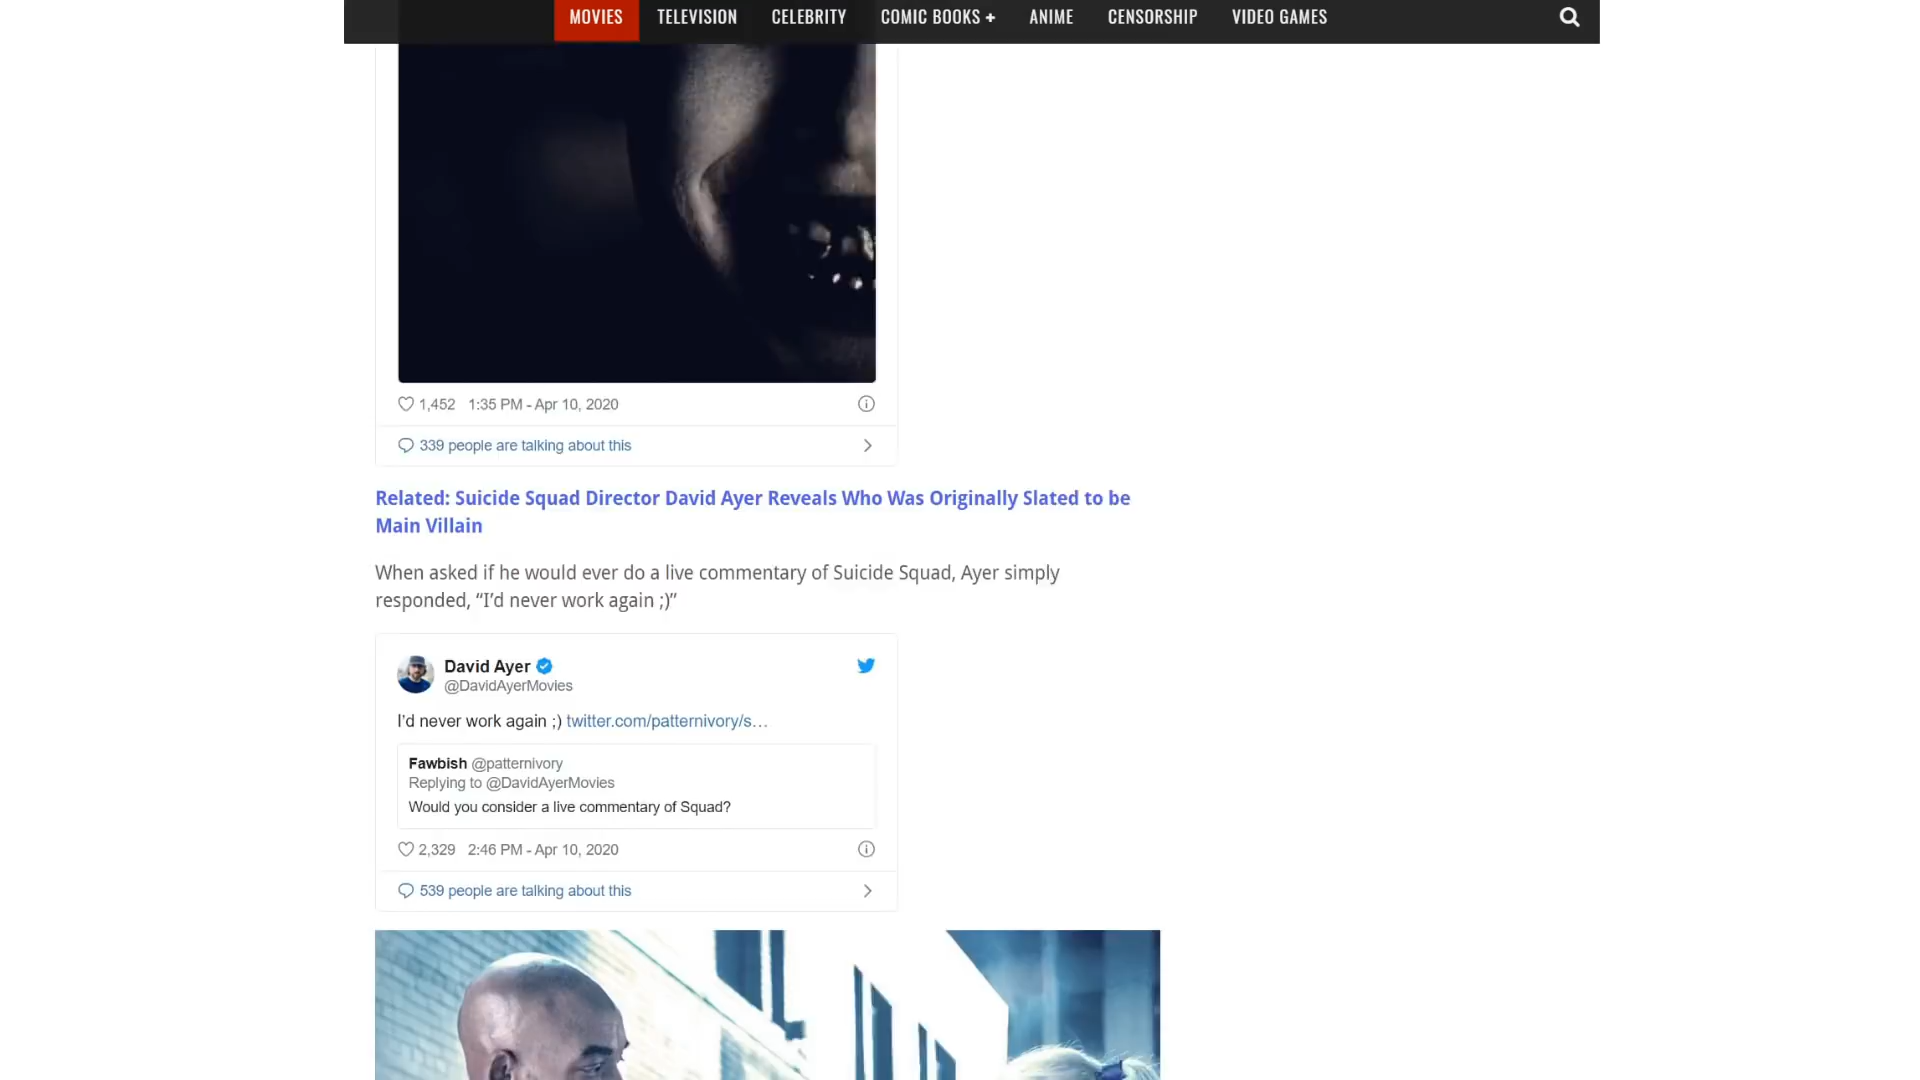 MOVIES TELEVISION CELEBRITY COMIC BOOKS + ANIME CENSORSHIP VIDEO GAMES
1,452 1:35 PM - Apr 10, 2020
339 people are talking about this
Related: Suicide Squad Director David Ayer Reveals Who Was Originally Slated to be
Main Villain
When asked if he would ever do a live commentary of Suicide Squad, Ayer simply
responded, “I’d never work again ;)”
David Ayer
@DavidAyerMovies
I’d never work again ;) twitter.com/patternivory/s…
Fawbish @patternivory
Replying to @DavidAyerMovies
Would you consider a live commentary of Squad?
2,329 2:46 PM - Apr 10, 2020
539 people are talking about this